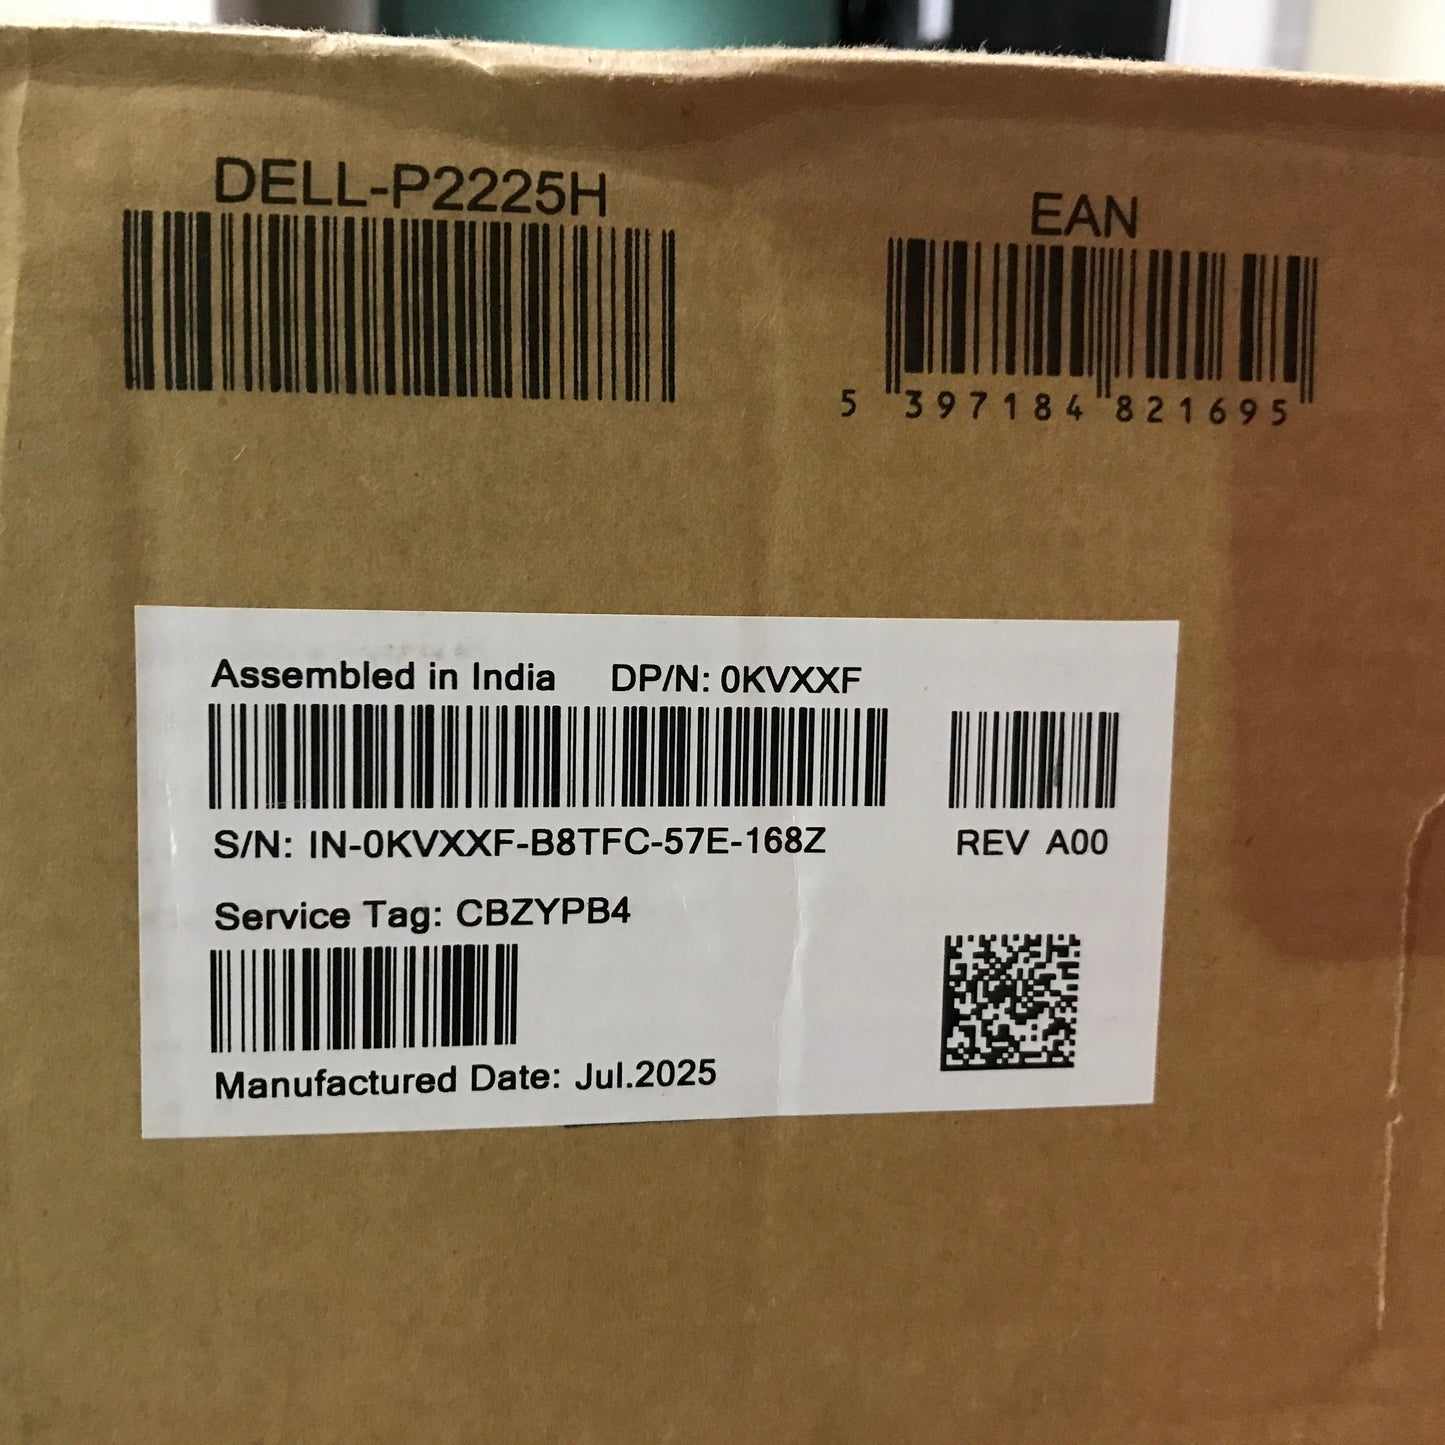 DELL-P2225H
EAN
5 397184 821695
Assembled in India DP/N: 0KVXXF
S/N: IN-0KVXXF-B8TFC-57E-168Z
REV A00
Service Tag: CBZYPB4
Manufactured Date: Jul.2025